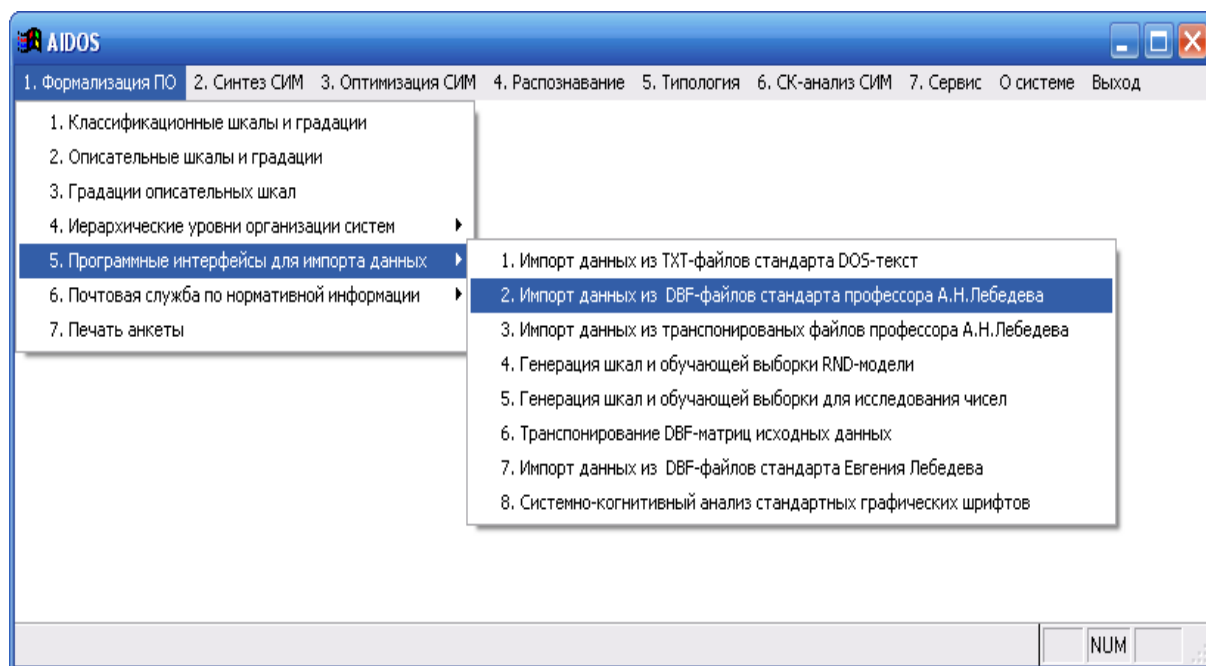 AIDOS
1. Формализация ПО 2. Синтез СИМ 3. Оптимизация СИМ 4. Распознавание 5. Типология 6. СК-анализ СИМ 7. Сервис О системе Выход
1. Классификационные шкалы и градации
2. Описательные шкалы и градации
3. Градации описательных шкал
4. Иерархические уровни организации систем
5. Программные интерфейсы для импорта данных
6. Почтовая служба по нормативной информации
7. Печать анкеты
1. Импорт данных из TXT-файлов стандарта DOS-текст
2. Импорт данных из DBF-файлов стандарта профессора А.Н.Лебедева
3. Импорт данных из транспонированых файлов профессора А.Н.Лебедева
4. Генерация шкал и обучающей выборки RND-модели
5. Генерация шкал и обучающей выборки для исследования чисел
6. Транспонирование DBF-матриц исходных данных
7. Импорт данных из DBF-файлов стандарта Евгения Лебедева
8. Системно-когнитивный анализ стандартных графических шрифтов
NUM